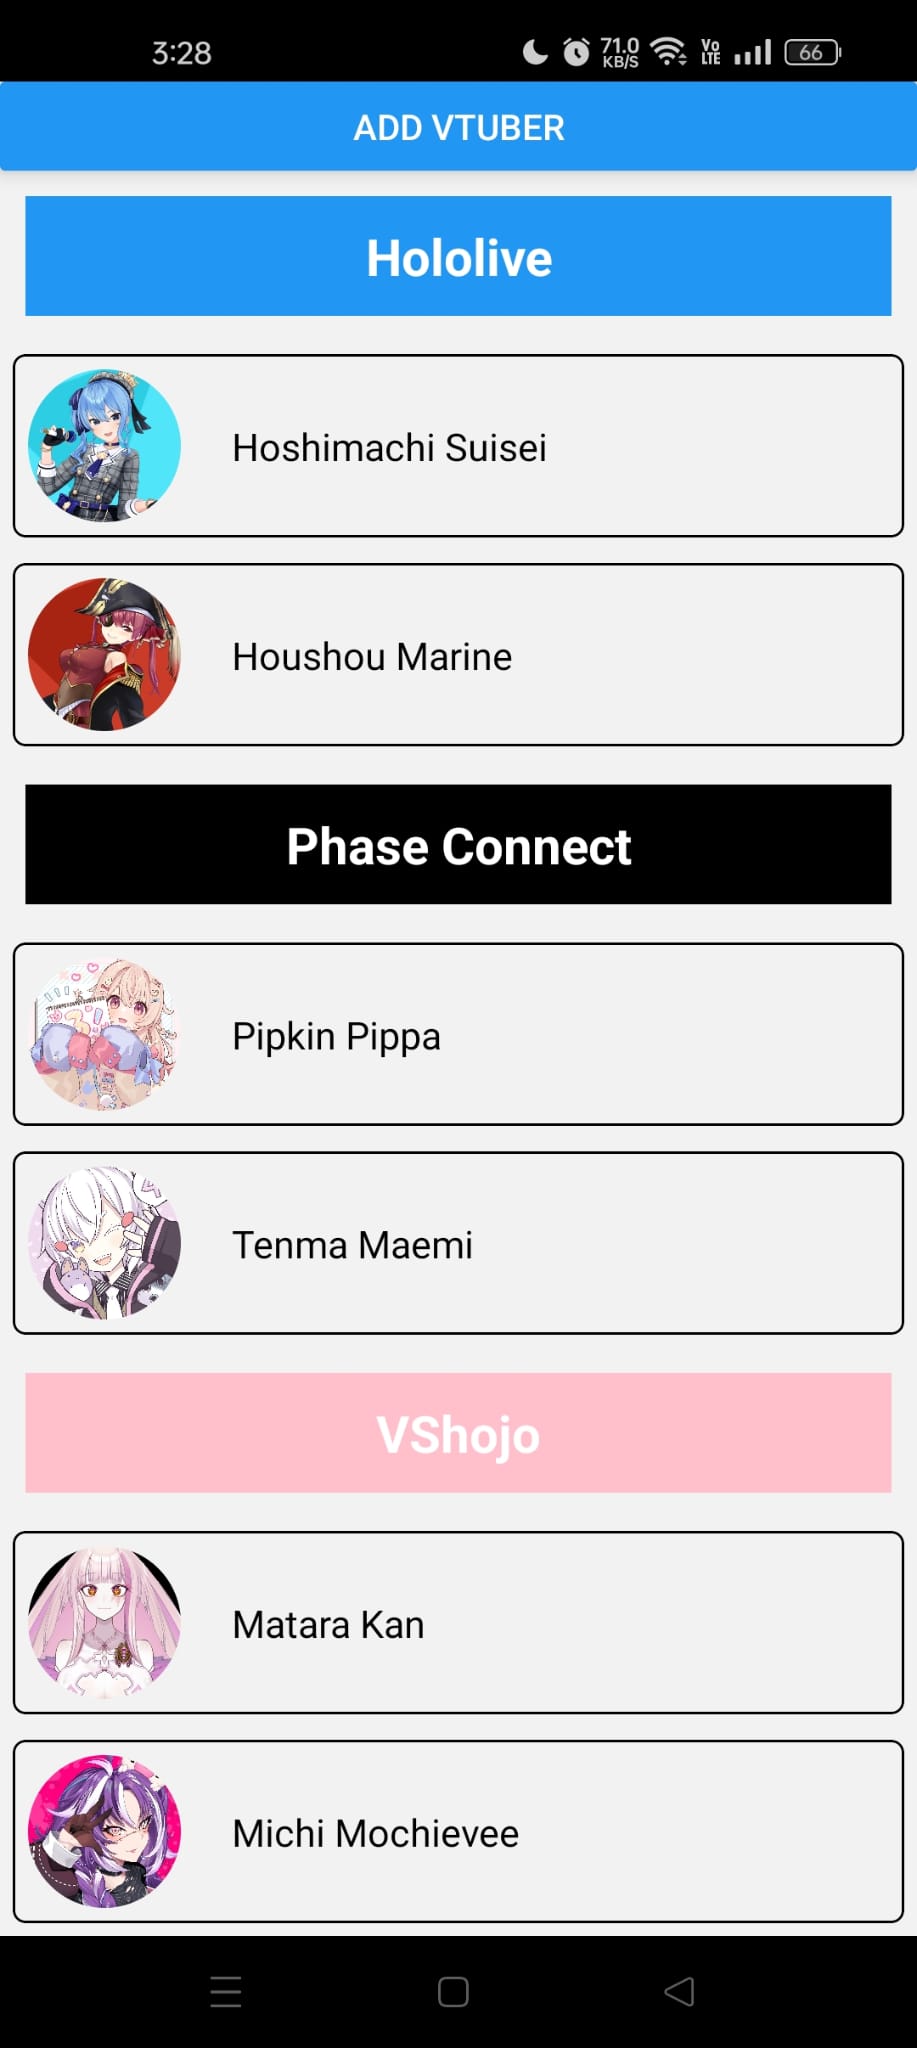 3:28
71.0
KB/S
Vo
LTE
66
ADD VTUBER
Hololive
Hoshimachi Suisei
Houshou Marine
Phase Connect
Pipkin Pippa
Tenma Maemi
VShojo
Matara Kan
Michi Mochievee